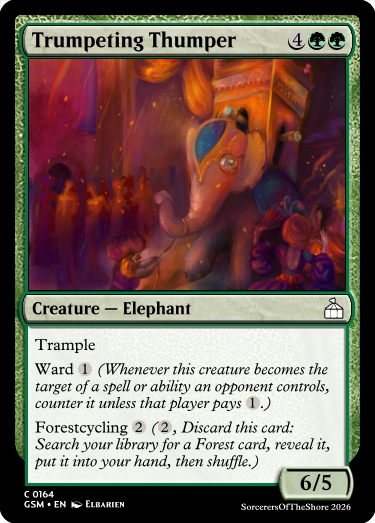 Trumpeting Thumper 4
Creature — Elephant
Trample
Ward 1 (Whenever this creature becomes the
target of a spell or ability an opponent controls,
counter it unless that player pays 1.)
Forestcycling 2 (2, Discard this card:
Search your library for a Forest card, reveal it,
put it into your hand, then shuffle.)
6/5
C 0164
GSM • EN Elbarien
SorcerersOfTheShore 2026